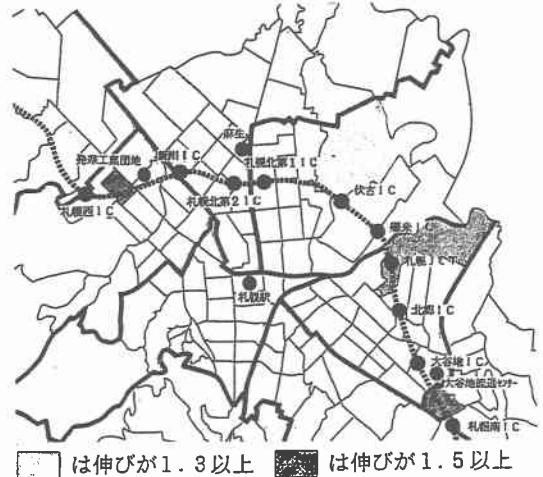 麻生
発寒工業団地
新川IC
札幌北第1IC
札幌西IC
札幌北第2IC
伏古IC
雁来IC
札幌JCT
札幌駅
北郷IC
大谷地IC
大谷地流通センター
札幌南IC
は伸びが1.3以上
は伸びが1.5以上